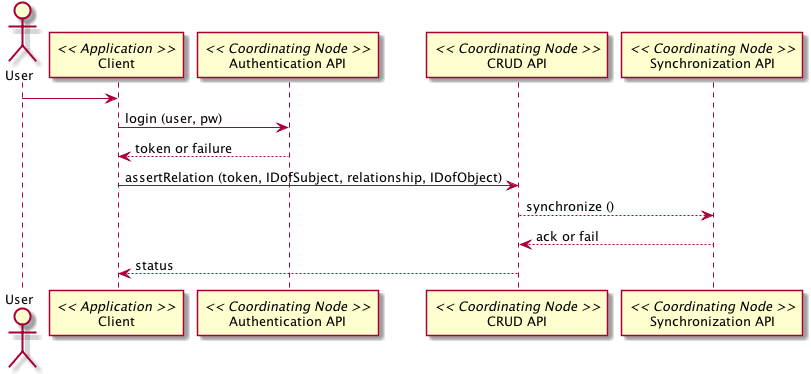 << Application >>
Client
<< Coordinating Node >>
Authentication API
<< Coordinating Node >>
CRUD API
<< Coordinating Node >>
Synchronization API
User
login (user, pw)
token or failure
assertRelation (token, IDofSubject, relationship, IDofObject)
synchronize ()
ack or fail
status
User
<< Application >>
Client
<< Coordinating Node >>
Authentication API
<< Coordinating Node >>
CRUD API
<< Coordinating Node >>
Synchronization API